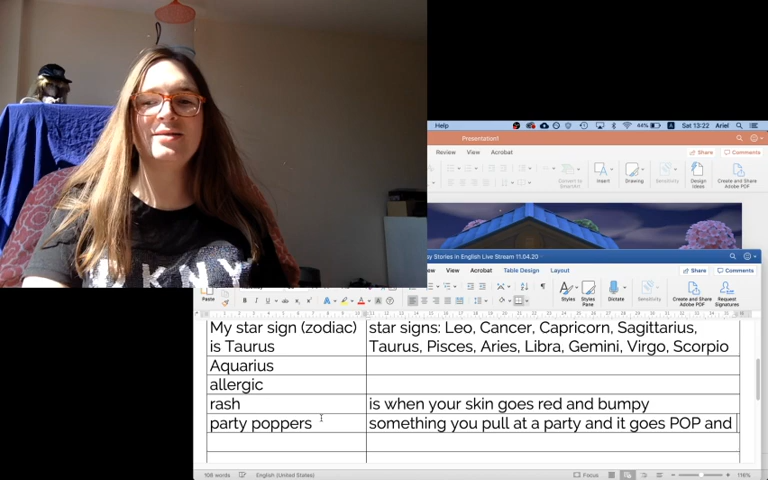 KNY
Help
44%
Sat 13:22 Ariel
Presentation1
Review View Acrobat
Share Comments
Insert
Drawing
Sensitivity
Design Ideas
Create and Share Adobe PDF
Stories in English Live Stream 11.04.20
View Acrobat Table Design Layout
Share Comments
Paste
Styles
Styles Pane
Dictate
Sensitivity
Create and Share Adobe PDF
Request Signatures
My star sign (zodiac) is Taurus
star signs: Leo, Cancer, Capricorn, Sagittarius,
Taurus, Pisces, Aries, Libra, Gemini, Virgo, Scorpio
Aquarius
allergic
rash
is when your skin goes red and bumpy
party poppers
something you pull at a party and it goes POP and
108 words
English (United States)
Focus
116%